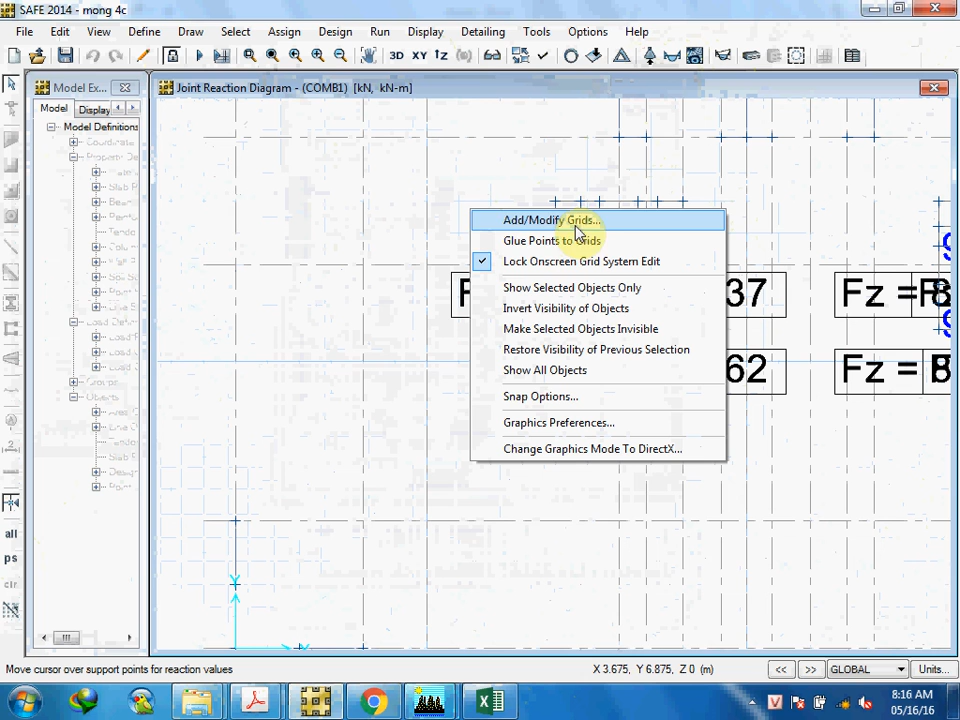 SAFE 2014 - mong 4c
File Edit View Define Draw Select Assign Design Run Display Detailing Tools Options Help
3D XY
Model Ex...
Joint Reaction Diagram - (COMB1) [kN, kN-m]
Model Display
Model Definitions
Add/Modify Grids...
Glue Points to Grids
Lock Onscreen Grid System Edit
Show Selected Objects Only
Invert Visibility of Objects
Make Selected Objects Invisible
Restore Visibility of Previous Selection
Show All Objects
Snap Options...
Graphics Preferences...
Change Graphics Mode To DirectX...
37
Fz =
62
Fz =
all
ps
clr
Y
Move cursor over support points for reaction values
X 3.675, Y 6.875, Z 0 (m)
<< >> GLOBAL Units...
8:16 AM
05/16/16